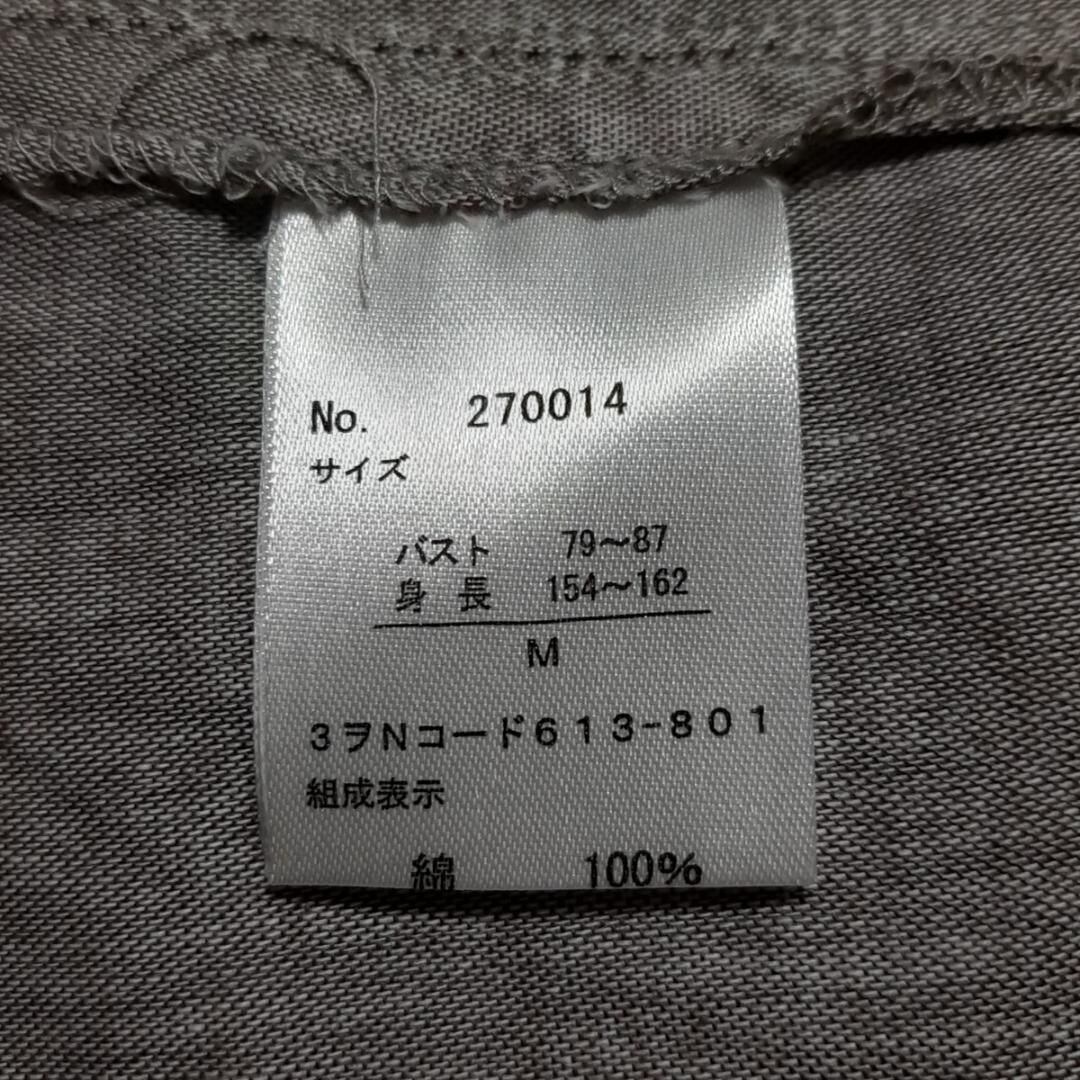 No. 270014
サイズ
バスト 79～87
身 長 154～162
M
3ヲNコード613-801
組成表示
綿 100%